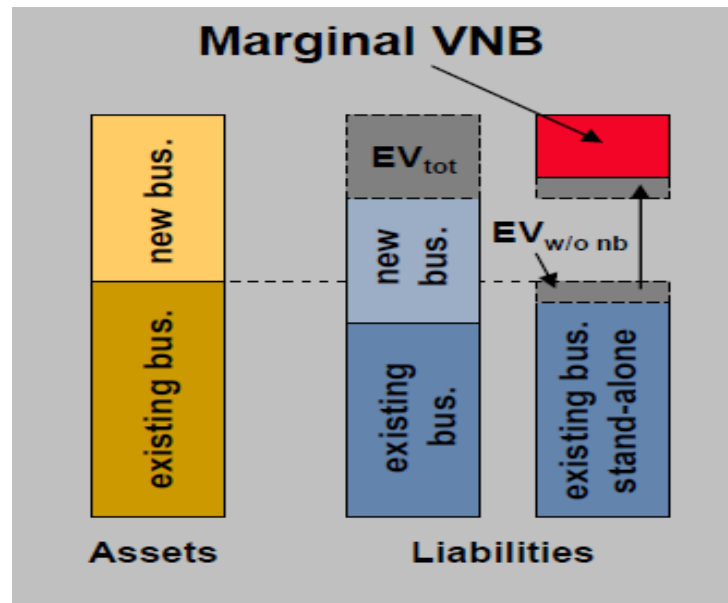 Marginal VNB
new bus.
existing bus.
EVtot
new
bus.
existing
bus.
EVw/o nb
existing bus.
stand-alone
Assets
Liabilities